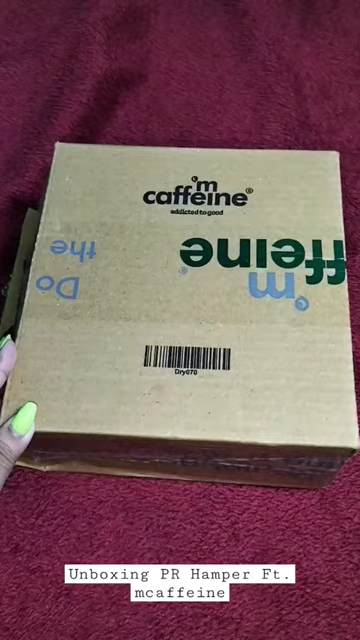 'm
caffeine®
addicted to good
the
ffeine®
Do
'm
Dry070
Unboxing PR Hamper Ft.
mcaffeine